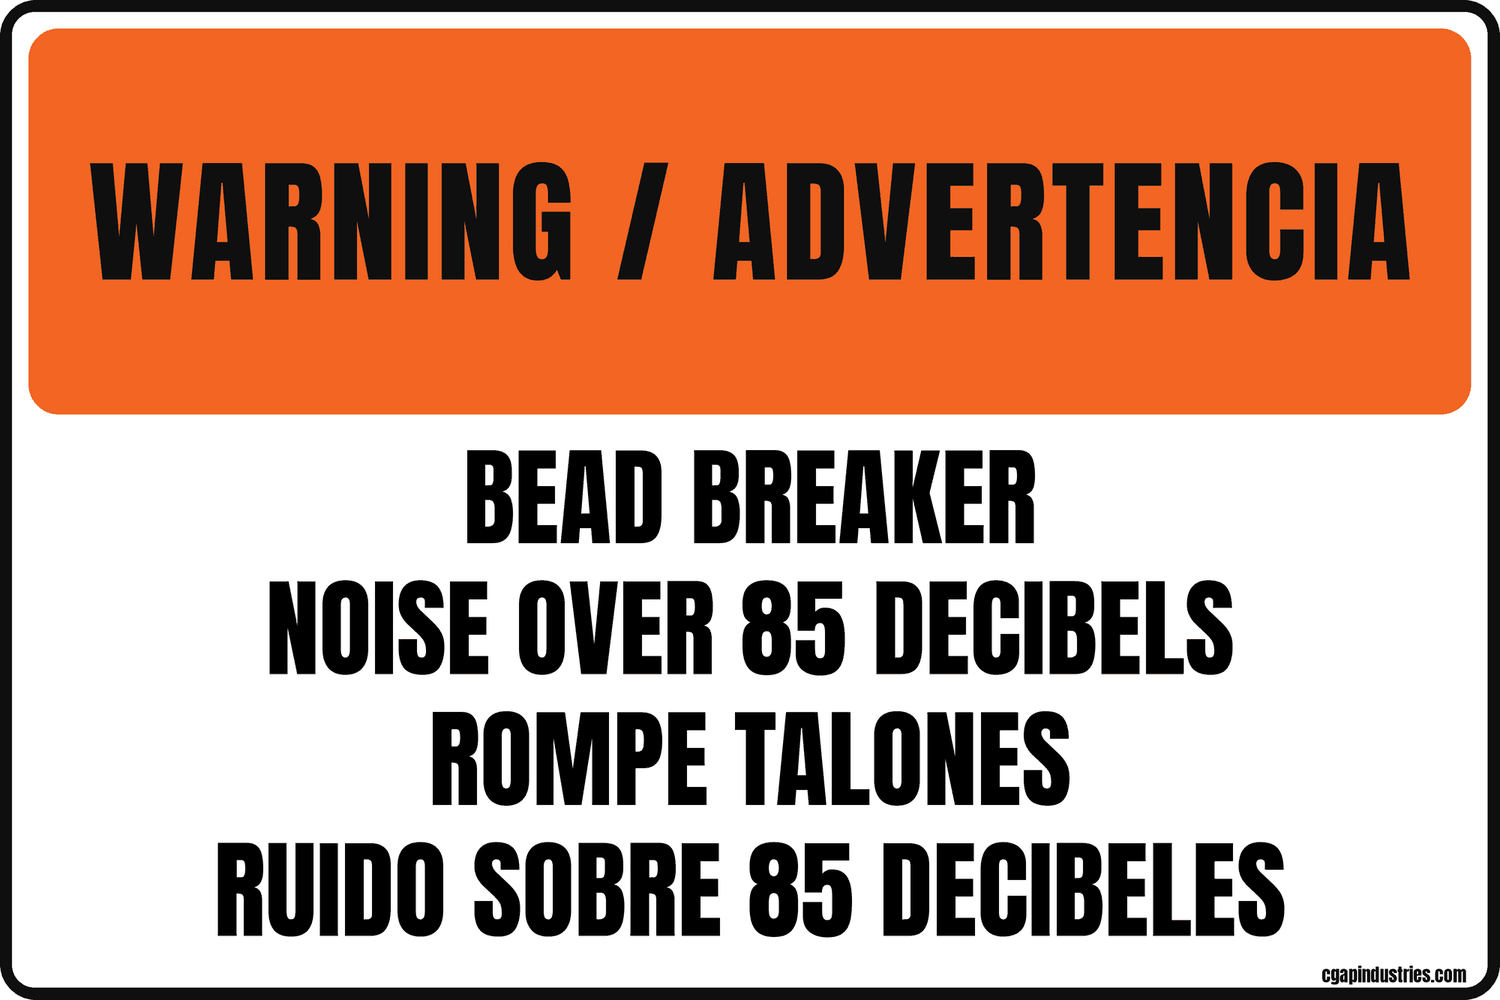 WARNING / ADVERTENCIA
BEAD BREAKER
NOISE OVER 85 DECIBELS
ROMPE TALONES
RUIDO SOBRE 85 DECIBELES
cgapindustries.com